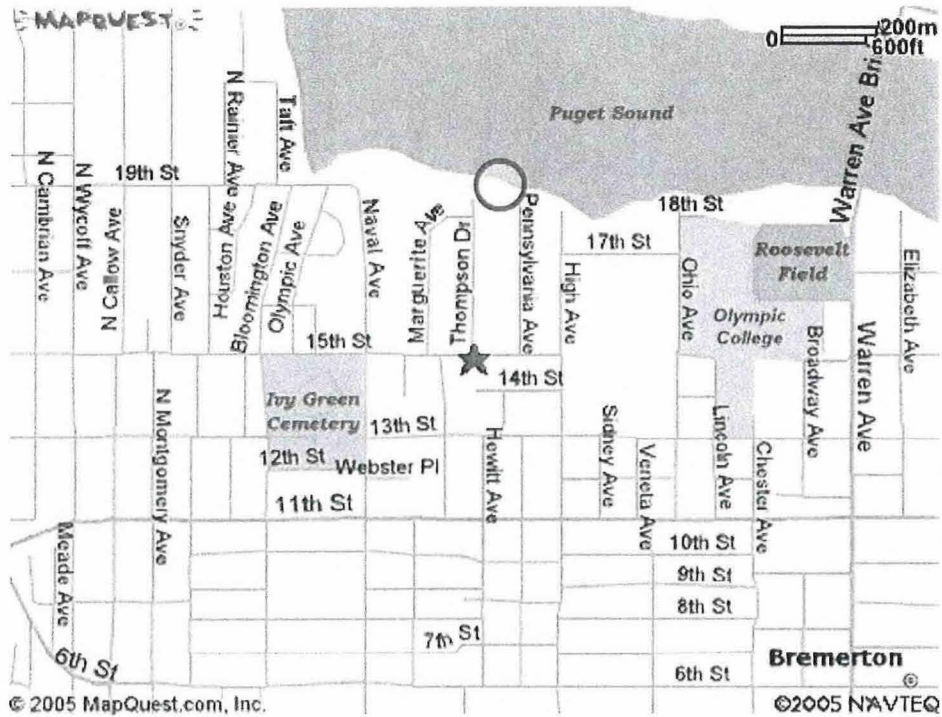 MAPQUEST
0 200m
600ft
Warren Ave Bri
Puget Sound
N Rainier Ave
Taft Ave
19th St
N Cambrian Ave
N Wycoff Ave
N Callow Ave
Snyder Ave
Houston Ave
Bloomington Ave
Olympic Ave
Naval Ave
Marguerita Ave
Thompson Dr
Pennsylvania Ave
High Ave
17th St
18th St
Ohio Ave
Roosevelt
Field
Olympic
College
Elizabeth Ave
Broadway Ave
Warren Ave
15th St
14th St
Ivy Green
Cemetery
13th St
12th St
Webster Pl
11th St
N Montgomery Ave
Hewitt Ave
Sidney Ave
Veneta Ave
Lincoln Ave
Chester Ave
10th St
9th St
8th St
7th St
Meade Ave
6th St
6th St
Bremerton
© 2005 MapQuest.com, Inc.
©2005 NAVTEQ